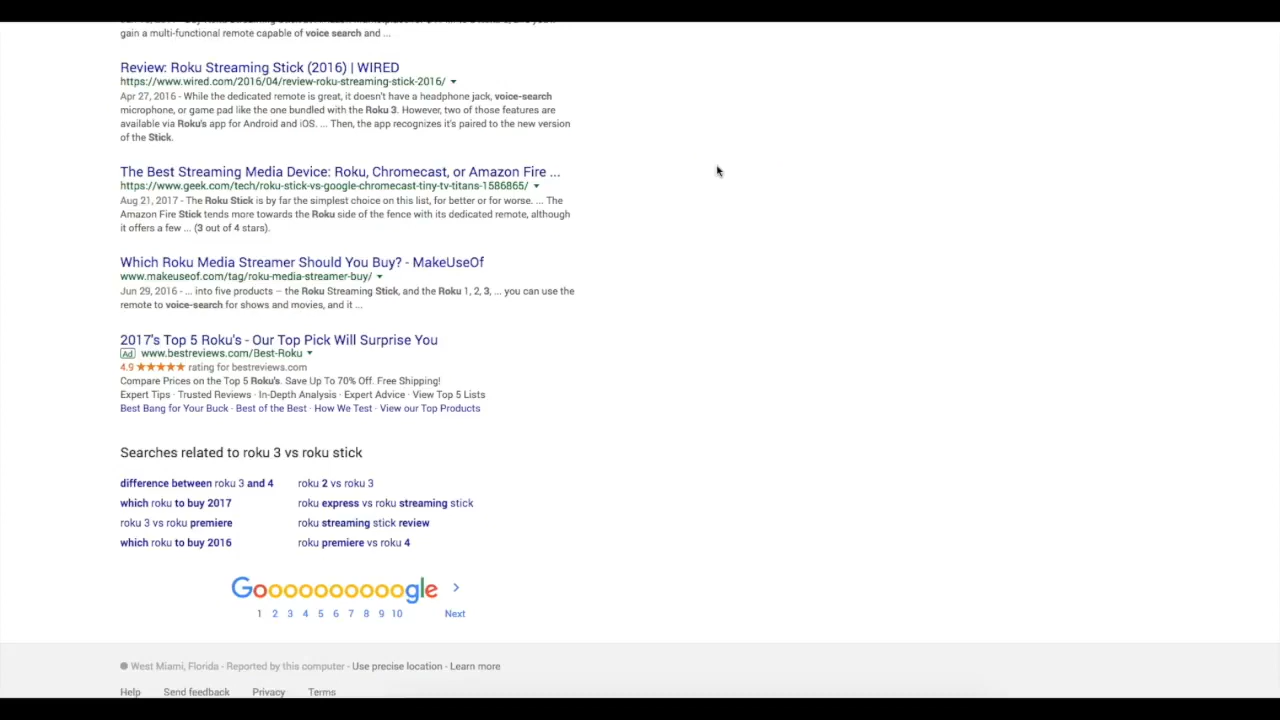 gain a multi-functional remote capable of voice search and ...
Review: Roku Streaming Stick (2016) | WIRED
https://www.wired.com/2016/04/review-roku-streaming-stick-2016/
Apr 27, 2016 - While the dedicated remote is great, it doesn't have a headphone jack, voice-search
microphone, or game pad like the one bundled with the Roku 3. However, two of those features are
available via Roku's app for Android and iOS. ... Then, the app recognizes it's paired to the new version
of the Stick.
The Best Streaming Media Device: Roku, Chromecast, or Amazon Fire ...
https://www.geek.com/tech/roku-stick-vs-google-chromecast-tiny-tv-titans-1586865/
Aug 21, 2017 - The Roku Stick is by far the simplest choice on this list, for better or for worse. ... The
Amazon Fire Stick tends more towards the Roku side of the fence with its dedicated remote, although
it offers a few ... (3 out of 4 stars).
Which Roku Media Streamer Should You Buy? - MakeUseOf
www.makeuseof.com/tag/roku-media-streamer-buy/
Jun 29, 2016 - ... into five products – the Roku Streaming Stick, and the Roku 1, 2, 3, ... you can use the
remote to voice-search for shows and movies, and it ...
2017's Top 5 Roku's - Our Top Pick Will Surprise You
Ad www.bestreviews.com/Best-Roku
4.9 ★★★★★ rating for bestreviews.com
Compare Prices on the Top 5 Roku's. Save Up To 70% Off. Free Shipping!
Expert Tips · Trusted Reviews · In-Depth Analysis · Expert Advice · View Top 5 Lists
Best Bang for Your Buck · Best of the Best · How We Test · View our Top Products
Searches related to roku 3 vs roku stick
difference between roku 3 and 4
which roku to buy 2017
roku 3 vs roku premiere
which roku to buy 2016
roku 2 vs roku 3
roku express vs roku streaming stick
roku streaming stick review
roku premiere vs roku 4
Goooooooooogle >
1 2 3 4 5 6 7 8 9 10 Next
West Miami, Florida - Reported by this computer - Use precise location - Learn more
Help Send feedback Privacy Terms